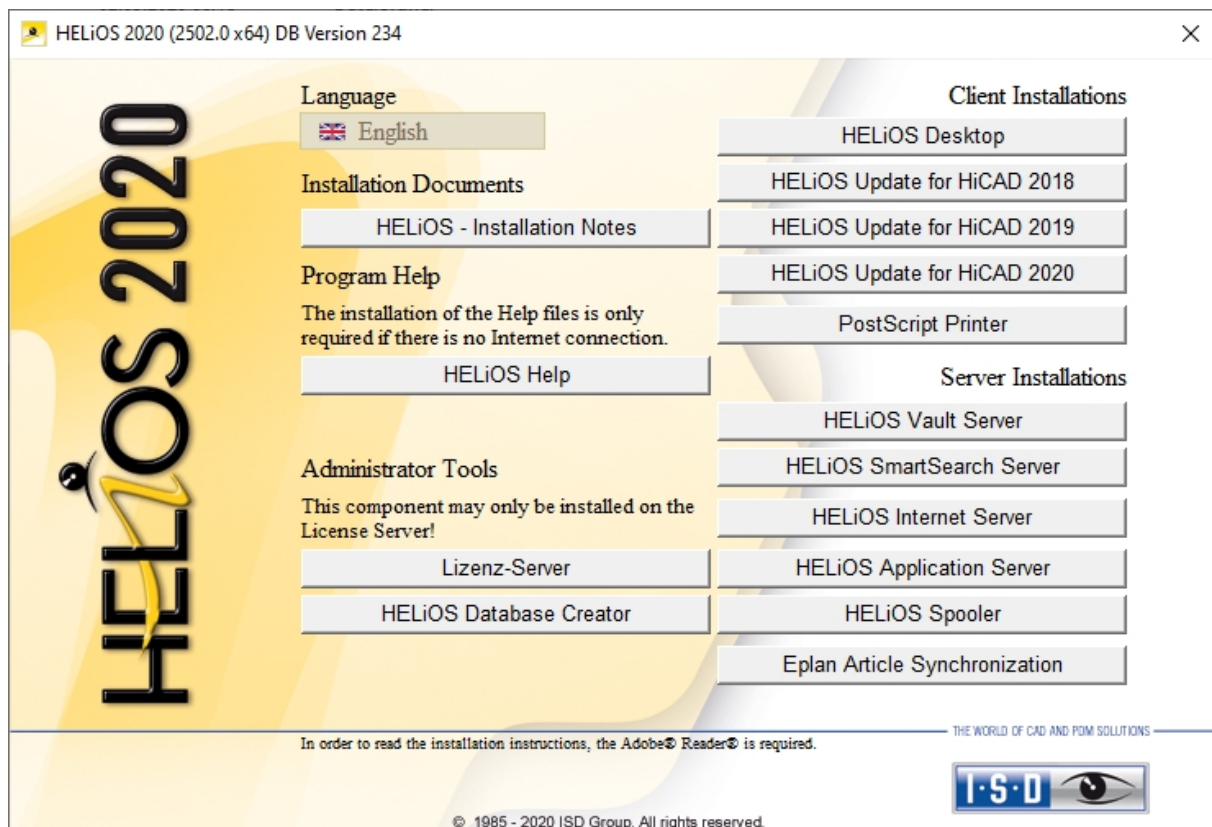 HELiOS 2020 (2502.0 x64) DB Version 234
HELiOS 2020
Language
English
Installation Documents
HELiOS - Installation Notes
Program Help
The installation of the Help files is only
required if there is no Internet connection.
HELiOS Help
Administrator Tools
This component may only be installed on the
License Server!
Lizenz-Server
HELiOS Database Creator
Client Installations
HELiOS Desktop
HELiOS Update for HiCAD 2018
HELiOS Update for HiCAD 2019
HELiOS Update for HiCAD 2020
PostScript Printer
Server Installations
HELiOS Vault Server
HELiOS SmartSearch Server
HELiOS Internet Server
HELiOS Application Server
HELiOS Spooler
Eplan Article Synchronization
THE WORLD OF CAD AND PDM SOLUTIONS
In order to read the installation instructions, the Adobe® Reader® is required.
I·S·D
© 1985 - 2020 ISD Group. All rights reserved.